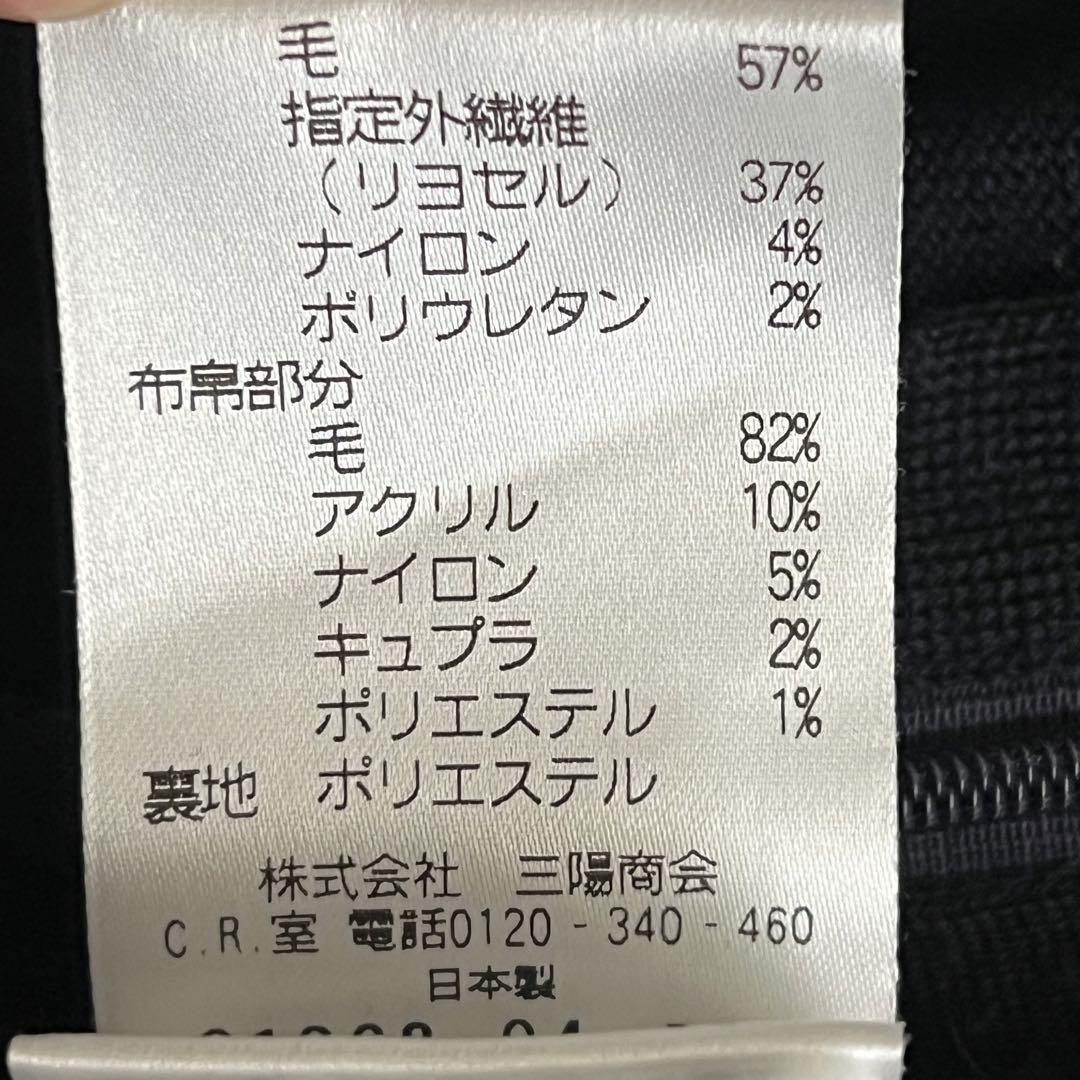 毛 57%
指定外繊維
（リヨセル） 37%
ナイロン 4%
ポリウレタン 2%
布帛部分
毛 82%
アクリル 10%
ナイロン 5%
キュプラ 2%
ポリエステル 1%
裏地 ポリエステル
株式会社 三陽商会
C.R.室 電話0120-340-460
日本製